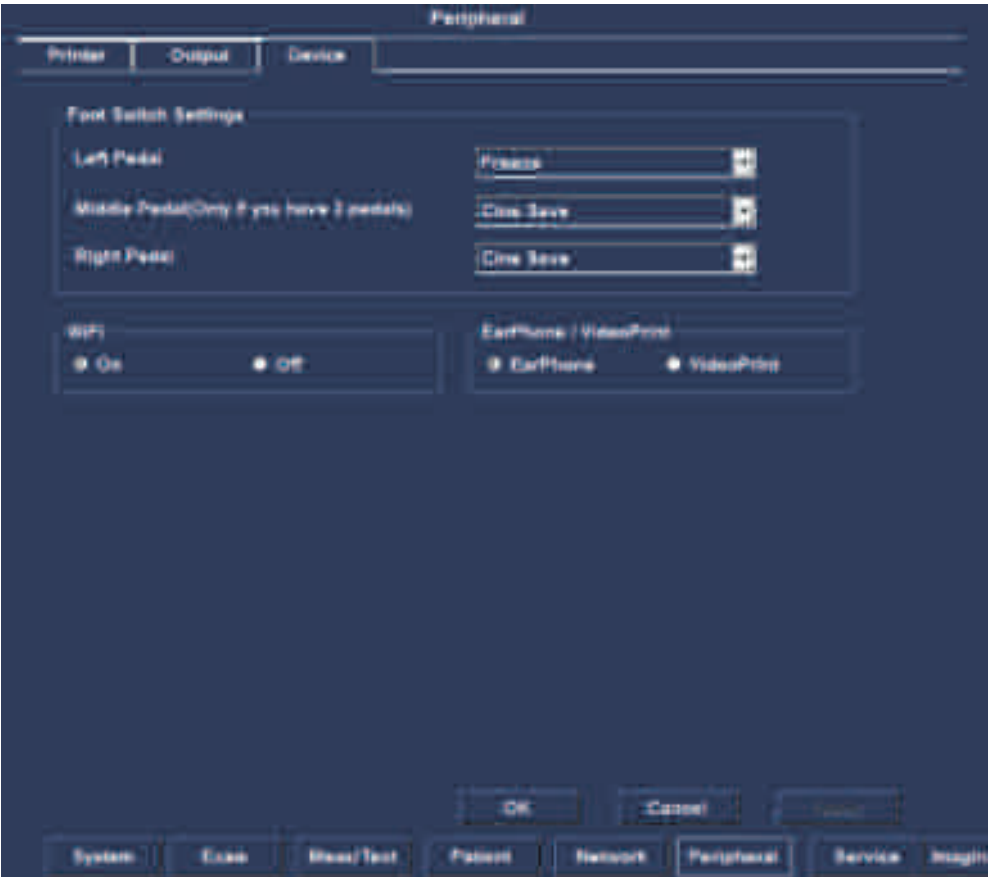 Peripheral
Printer Output Device
Foot Switch Settings
Left Pedal Freeze
Middle Pedal(Only if you have 3 pedals) Cine Save
Right Pedal Cine Save
WiFi EarPhone / VideoPrint
On Off EarPhone VideoPrint
OK Cancel
System Exam Meas/Text Patient Network Peripheral Service Imagin